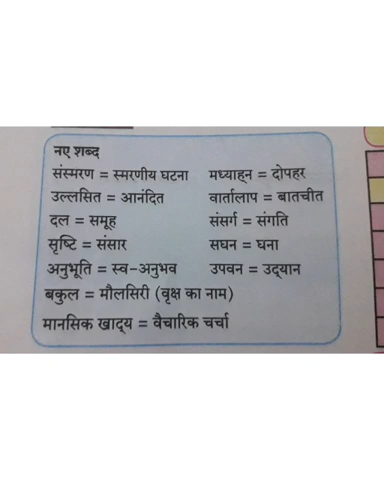 नए शब्द
संस्मरण = स्मरणीय घटना मध्याह्न = दोपहर
उल्लसित = आनंदित वार्तालाप = बातचीत
दल = समूह संसर्ग = संगति
सृष्टि = संसार सघन = घना
अनुभूति = स्व-अनुभव उपवन = उद्यान
बकुल = मौलसिरी (वृक्ष का नाम)
मानसिक खाद्य = वैचारिक चर्चा